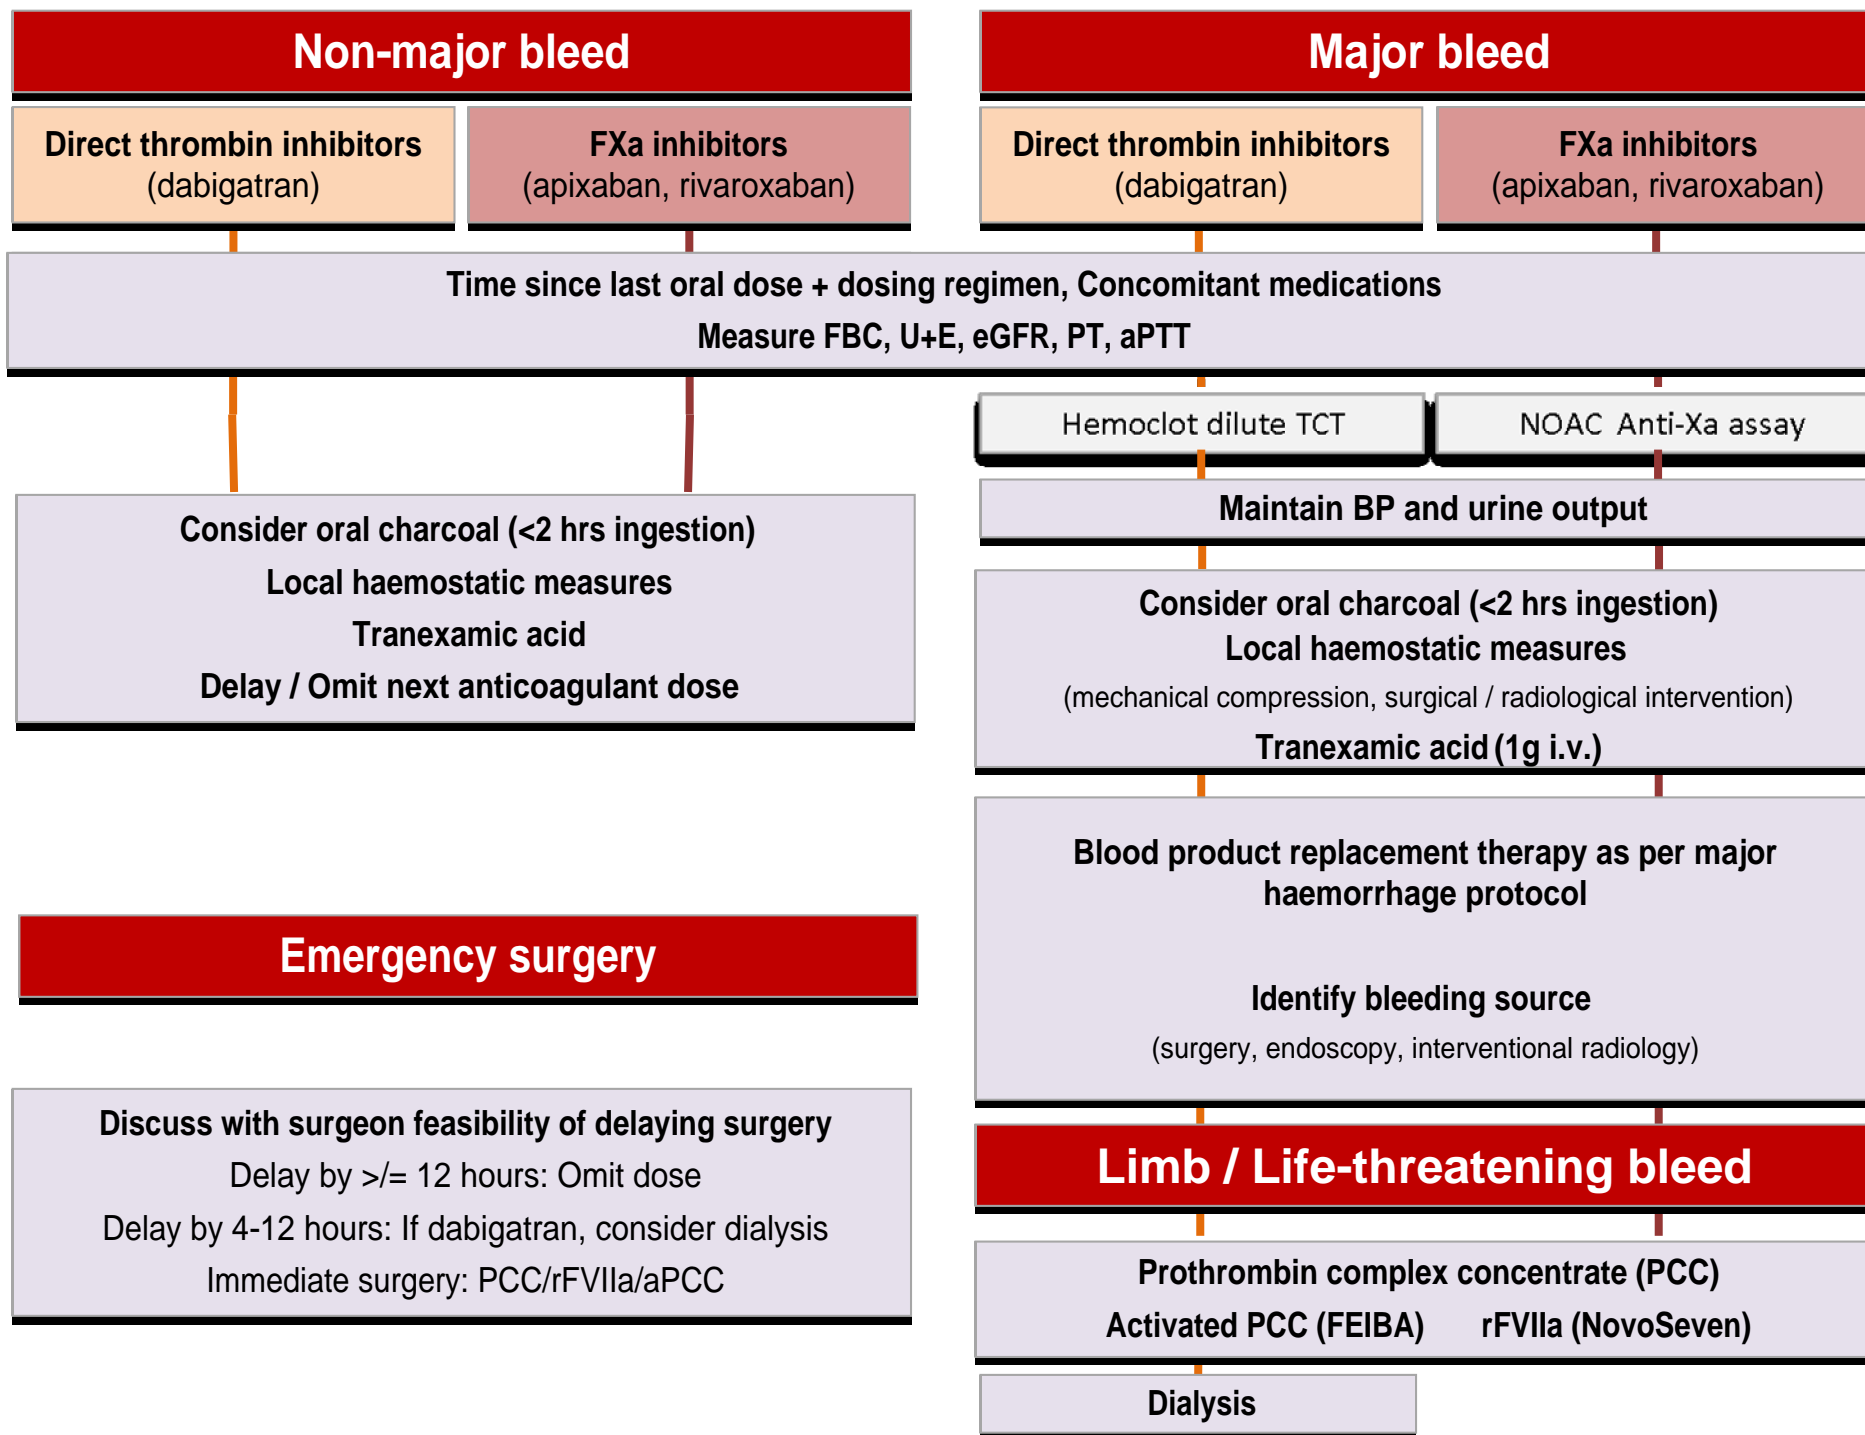 Non-major bleed
Direct thrombin inhibitors
(dabigatran)
FXa inhibitors
(apixaban, rivaroxaban)
Major bleed
Direct thrombin inhibitors
(dabigatran)
FXa inhibitors
(apixaban, rivaroxaban)
Time since last oral dose + dosing regimen, Concomitant medications
Measure FBC, U+E, eGFR, PT, aPTT
Consider oral charcoal (<2 hrs ingestion)
Local haemostatic measures
Tranexamic acid
Delay / Omit next anticoagulant dose
Hemoclot dilute TCT
NOAC Anti-Xa assay
Maintain BP and urine output
Consider oral charcoal (<2 hrs ingestion)
Local haemostatic measures
(mechanical compression, surgical / radiological intervention)
Tranexamic acid (1g i.v.)
Blood product replacement therapy as per major
haemorrhage protocol
Identify bleeding source
(surgery, endoscopy, interventional radiology)
Emergency surgery
Discuss with surgeon feasibility of delaying surgery
Delay by >/= 12 hours: Omit dose
Delay by 4-12 hours: If dabigatran, consider dialysis
Immediate surgery: PCC/rFVIIa/aPCC
Limb / Life-threatening bleed
Prothrombin complex concentrate (PCC)
Activated PCC (FEIBA) rFVIIa (NovoSeven)
Dialysis